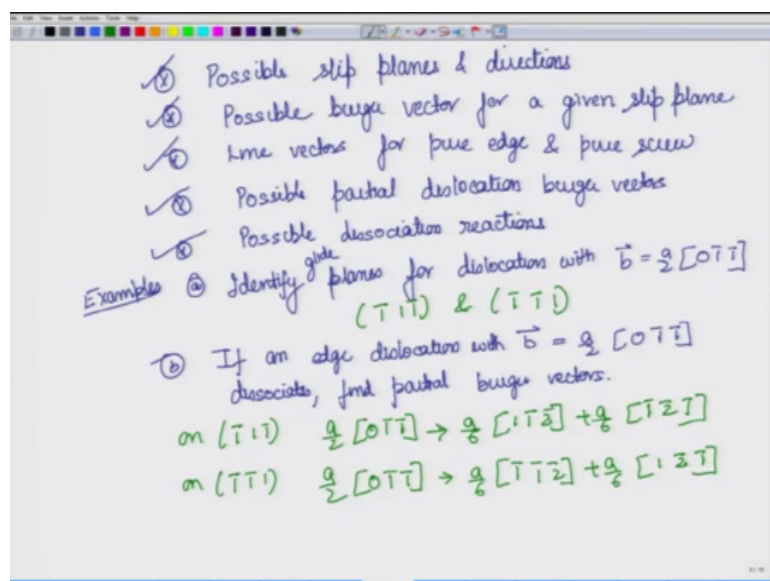 Possible slip planes & directions
Possible burger vector for a given slip plane
Line vectors for pure edge & pure screw
Possible partial dislocation burger vectors
Possible dissociation reactions
Examples ⓐ Identify glide planes for dislocation with b⃗ = a/2 [0 1̅ 1̅]
(1̅ 1 1̅) & (1̅ 1̅ 1)
ⓑ If an edge dislocation with b⃗ = a/2 [0 1̅ 1̅]
dissociates, find partial burger vectors.
on (1̅ 1 1̅) a/2 [0 1̅ 1̅] → a/6 [1 1̅ 2̅] + a/6 [1̅ 2̅ 1̅]
on (1̅ 1̅ 1) a/2 [0 1̅ 1̅] → a/6 [1̅ 1̅ 2̅] + a/6 [1 2̅ 1̅]